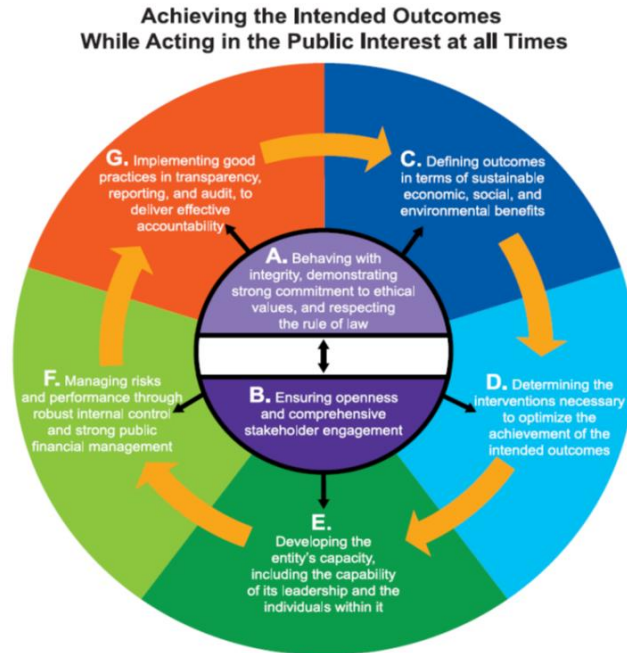 Achieving the Intended Outcomes
While Acting in the Public Interest at all Times
G. Implementing good
practices in transparency,
reporting, and audit, to
deliver effective
accountability
C. Defining outcomes
in terms of sustainable
economic, social, and
environmental benefits
A. Behaving with
integrity, demonstrating
strong commitment to ethical
values, and respecting
the rule of law
B. Ensuring openness
and comprehensive
stakeholder engagement
F. Managing risks
and performance through
robust internal control
and strong public
financial management
D. Determining the
interventions necessary
to optimize the
achievement of the
intended outcomes
E.
Developing the
entity's capacity,
including the capability
of its leadership and the
individuals within it